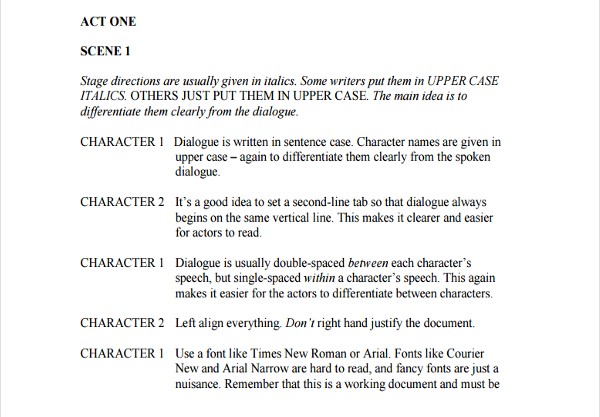 ACT ONE
SCENE 1
Stage directions are usually given in italics. Some writers put them in UPPER CASE
ITALICS. OTHERS JUST PUT THEM IN UPPER CASE. The main idea is to
differentiate them clearly from the dialogue.
CHARACTER 1 Dialogue is written in sentence case. Character names are given in
upper case – again to differentiate them clearly from the spoken
dialogue.
CHARACTER 2 It's a good idea to set a second-line tab so that dialogue always
begins on the same vertical line. This makes it clearer and easier
for actors to read.
CHARACTER 1 Dialogue is usually double-spaced between each character's
speech, but single-spaced within a character's speech. This again
makes it easier for the actors to differentiate between characters.
CHARACTER 2 Left align everything. Don't right hand justify the document.
CHARACTER 1 Use a font like Times New Roman or Arial. Fonts like Courier
New and Arial Narrow are hard to read, and fancy fonts are just a
nuisance. Remember that this is a working document and must be